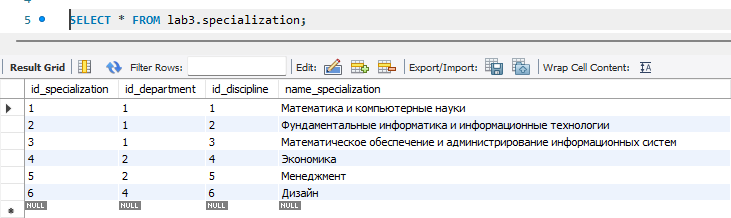 5 SELECT * FROM lab3.specialization;
Result Grid Filter Rows: Edit: Export/Import: Wrap Cell Content: IA
id_specialization id_department id_discipline name_specialization
1 1 1 Математика и компьютерные науки
2 1 2 Фундаментальные информатика и информационные технологии
3 1 3 Математическое обеспечение и администрирование информационных систем
4 2 4 Экономика
5 2 5 Менеджмент
6 4 6 Дизайн
NULL NULL NULL NULL